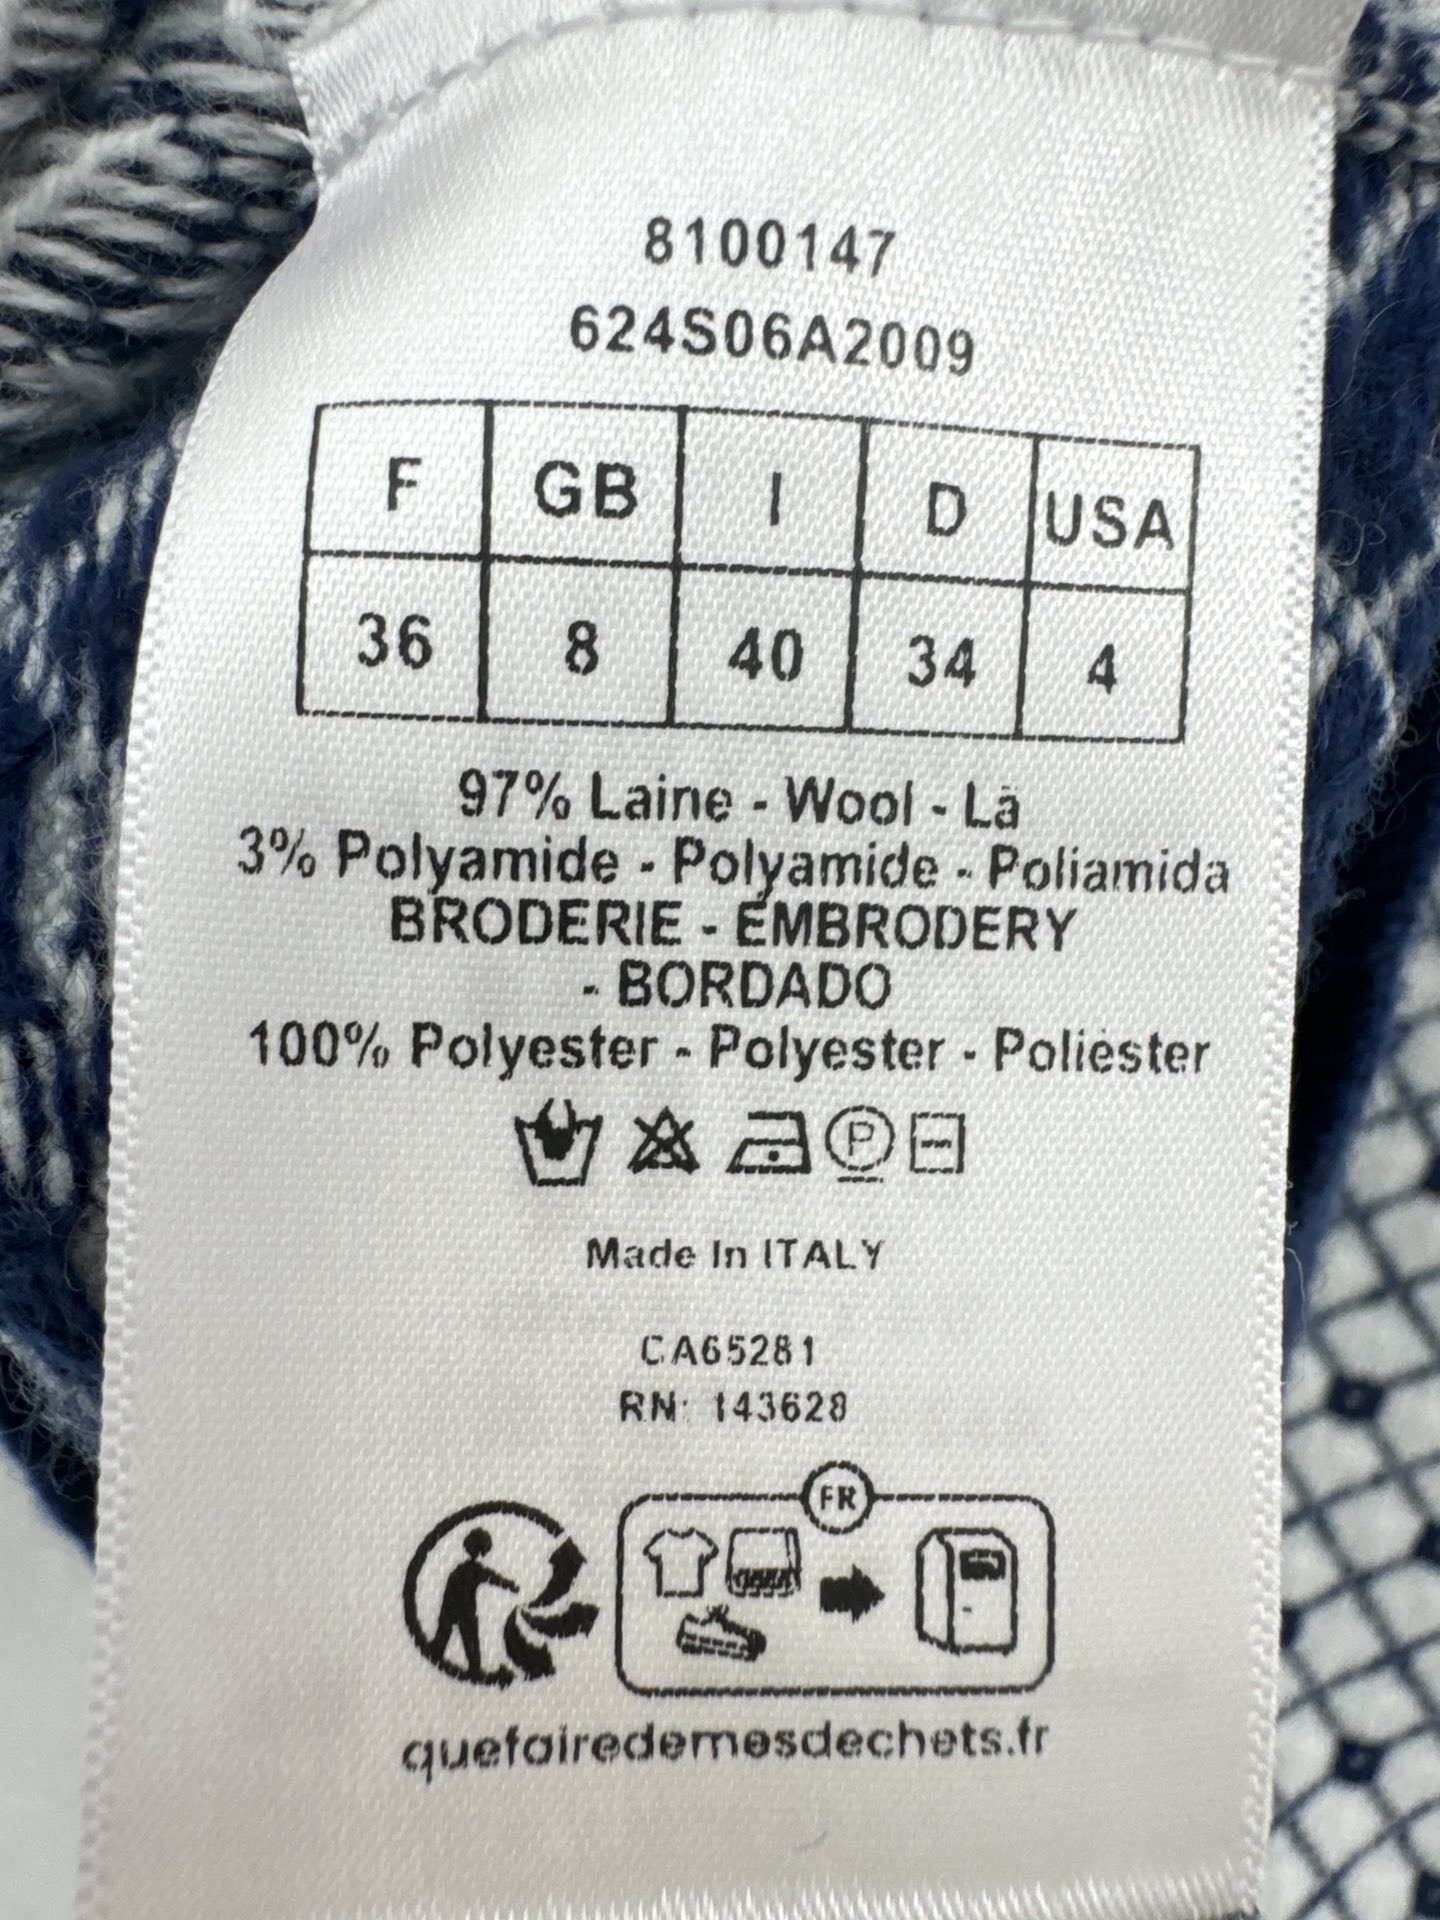 8100147
624S06A2009
F GB I D USA
36 8 40 34 4
97% Laine - Wool - Lã
3% Polyamide - Polyamide - Poliamida
BRODERIE - EMBRODERY
- BORDADO
100% Polyester - Polyester - Poliéster
P
Made In ITALY
CA65281
RN: 143628
FR
quefairedemesdechets.fr